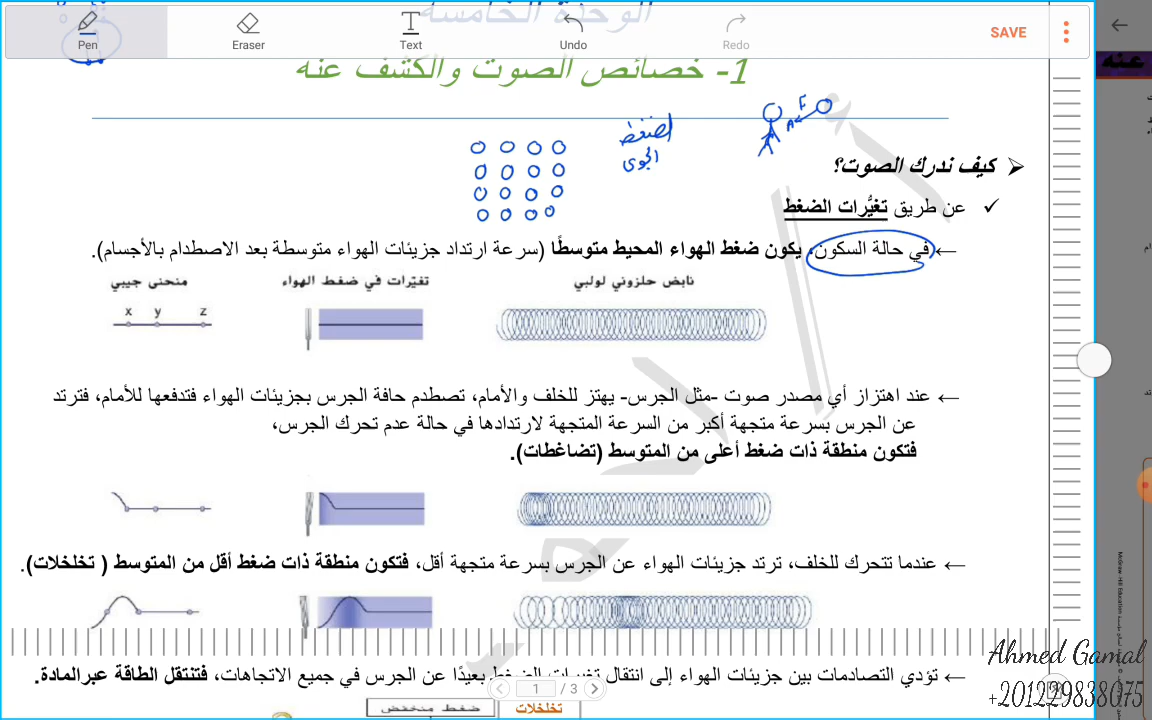 الوحدة الخامسة
Pen
Eraser
Text
Undo
Redo
SAVE
1- خصائص الصوت والكشف عنه
عنه
الضغط
الجوى
F
A
➢ كيف ندرك الصوت؟
✓ عن طريق تغيُّرات الضغط
← في حالة السكون، يكون ضغط الهواء المحيط متوسطًا (سرعة ارتداد جزيئات الهواء متوسطة بعد الاصطدام بالأجسام).
نابض حلزوني لولبي
تغيّرات في ضغط الهواء
منحنى جيبي
x y z
← عند اهتزاز أي مصدر صوت -مثل الجرس- يهتز للخلف والأمام، تصطدم حافة الجرس بجزيئات الهواء فتدفعها للأمام، فترتد
عن الجرس بسرعة متجهة أكبر من السرعة المتجهة لارتدادها في حالة عدم تحرك الجرس،
فتكون منطقة ذات ضغط أعلى من المتوسط (تضاغطات).
← عندما تتحرك للخلف، ترتد جزيئات الهواء عن الجرس بسرعة متجهة أقل، فتكون منطقة ذات ضغط أقل من المتوسط ( تخلخلات).
← تؤدي التصادمات بين جزيئات الهواء إلى انتقال تغيرات الضغط بعيدًا عن الجرس في جميع الاتجاهات، فتنتقل الطاقة عبرالمادة.
1 / 3
تخلخلات
ضغط منخفض
Ahmed Gamal
+201229838075